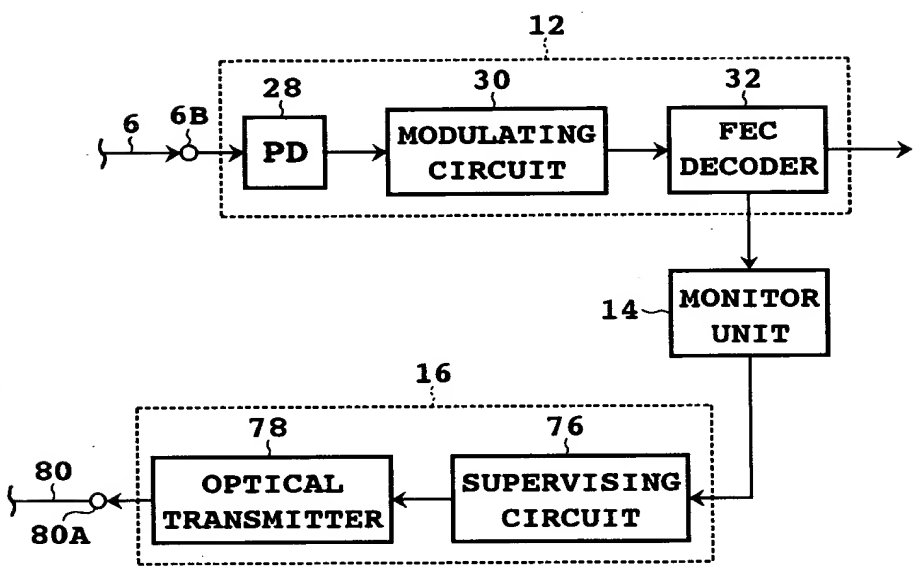 12
28
30
32
6
6B
PD
MODULATING
CIRCUIT
FEC
DECODER
14
MONITOR
UNIT
16
78
76
80
80A
OPTICAL
TRANSMITTER
SUPERVISING
CIRCUIT